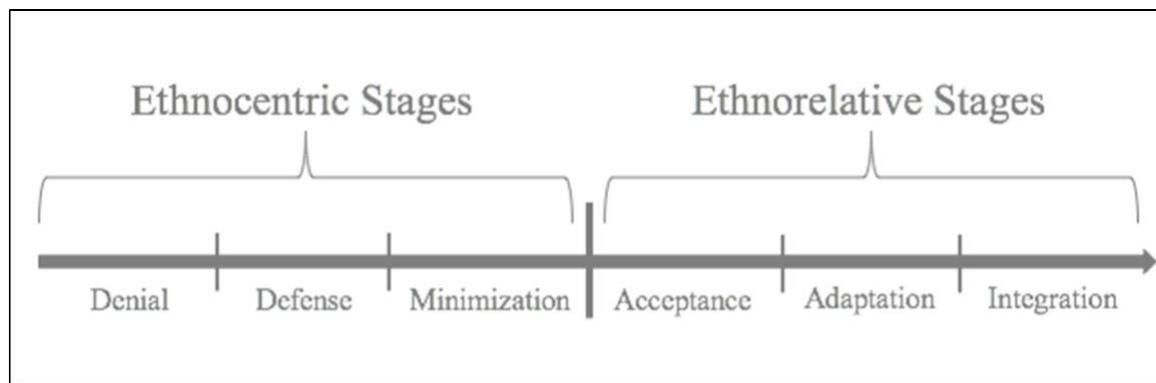 Ethnocentric Stages
Ethnorelative Stages
Denial
Defense
Minimization
Acceptance
Adaptation
Integration